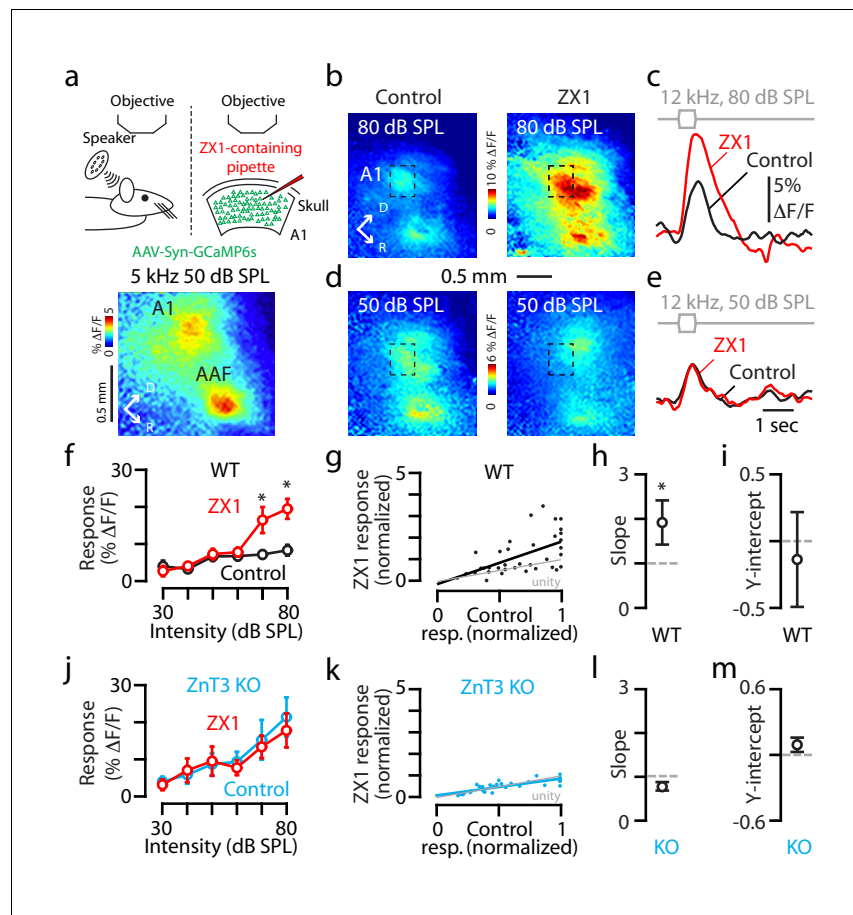 a
Objective
Objective
Speaker
ZX1-containing
pipette
Skull
A1
AAV-Syn-GCaMP6s
5 kHz 50 dB SPL
A1
AAF
% ΔF/F
0 5
0.5 mm
D
R
b
Control
ZX1
80 dB SPL
80 dB SPL
A1
D
R
0 10 % ΔF/F
0.5 mm
c
12 kHz, 80 dB SPL
ZX1
Control
5%
ΔF/F
d
50 dB SPL
50 dB SPL
0 6 % ΔF/F
e
12 kHz, 50 dB SPL
ZX1
Control
1 sec
f
WT
Response
(% ΔF/F)
30
0
ZX1
* *
Control
30 80
Intensity (dB SPL)
g
WT
ZX1 response
(normalized)
5
0
unity
0 1
Control
resp. (normalized)
h
Slope
3
0
*
WT
i
Y-intercept
0.5
-0.5
WT
j
ZnT3 KO
Response
(% ΔF/F)
30
0
ZX1
Control
30 80
Intensity (dB SPL)
k
ZnT3 KO
ZX1 response
(normalized)
5
0
unity
0 1
Control
resp. (normalized)
l
Slope
3
0
KO
m
Y-intercept
0.6
-0.6
KO